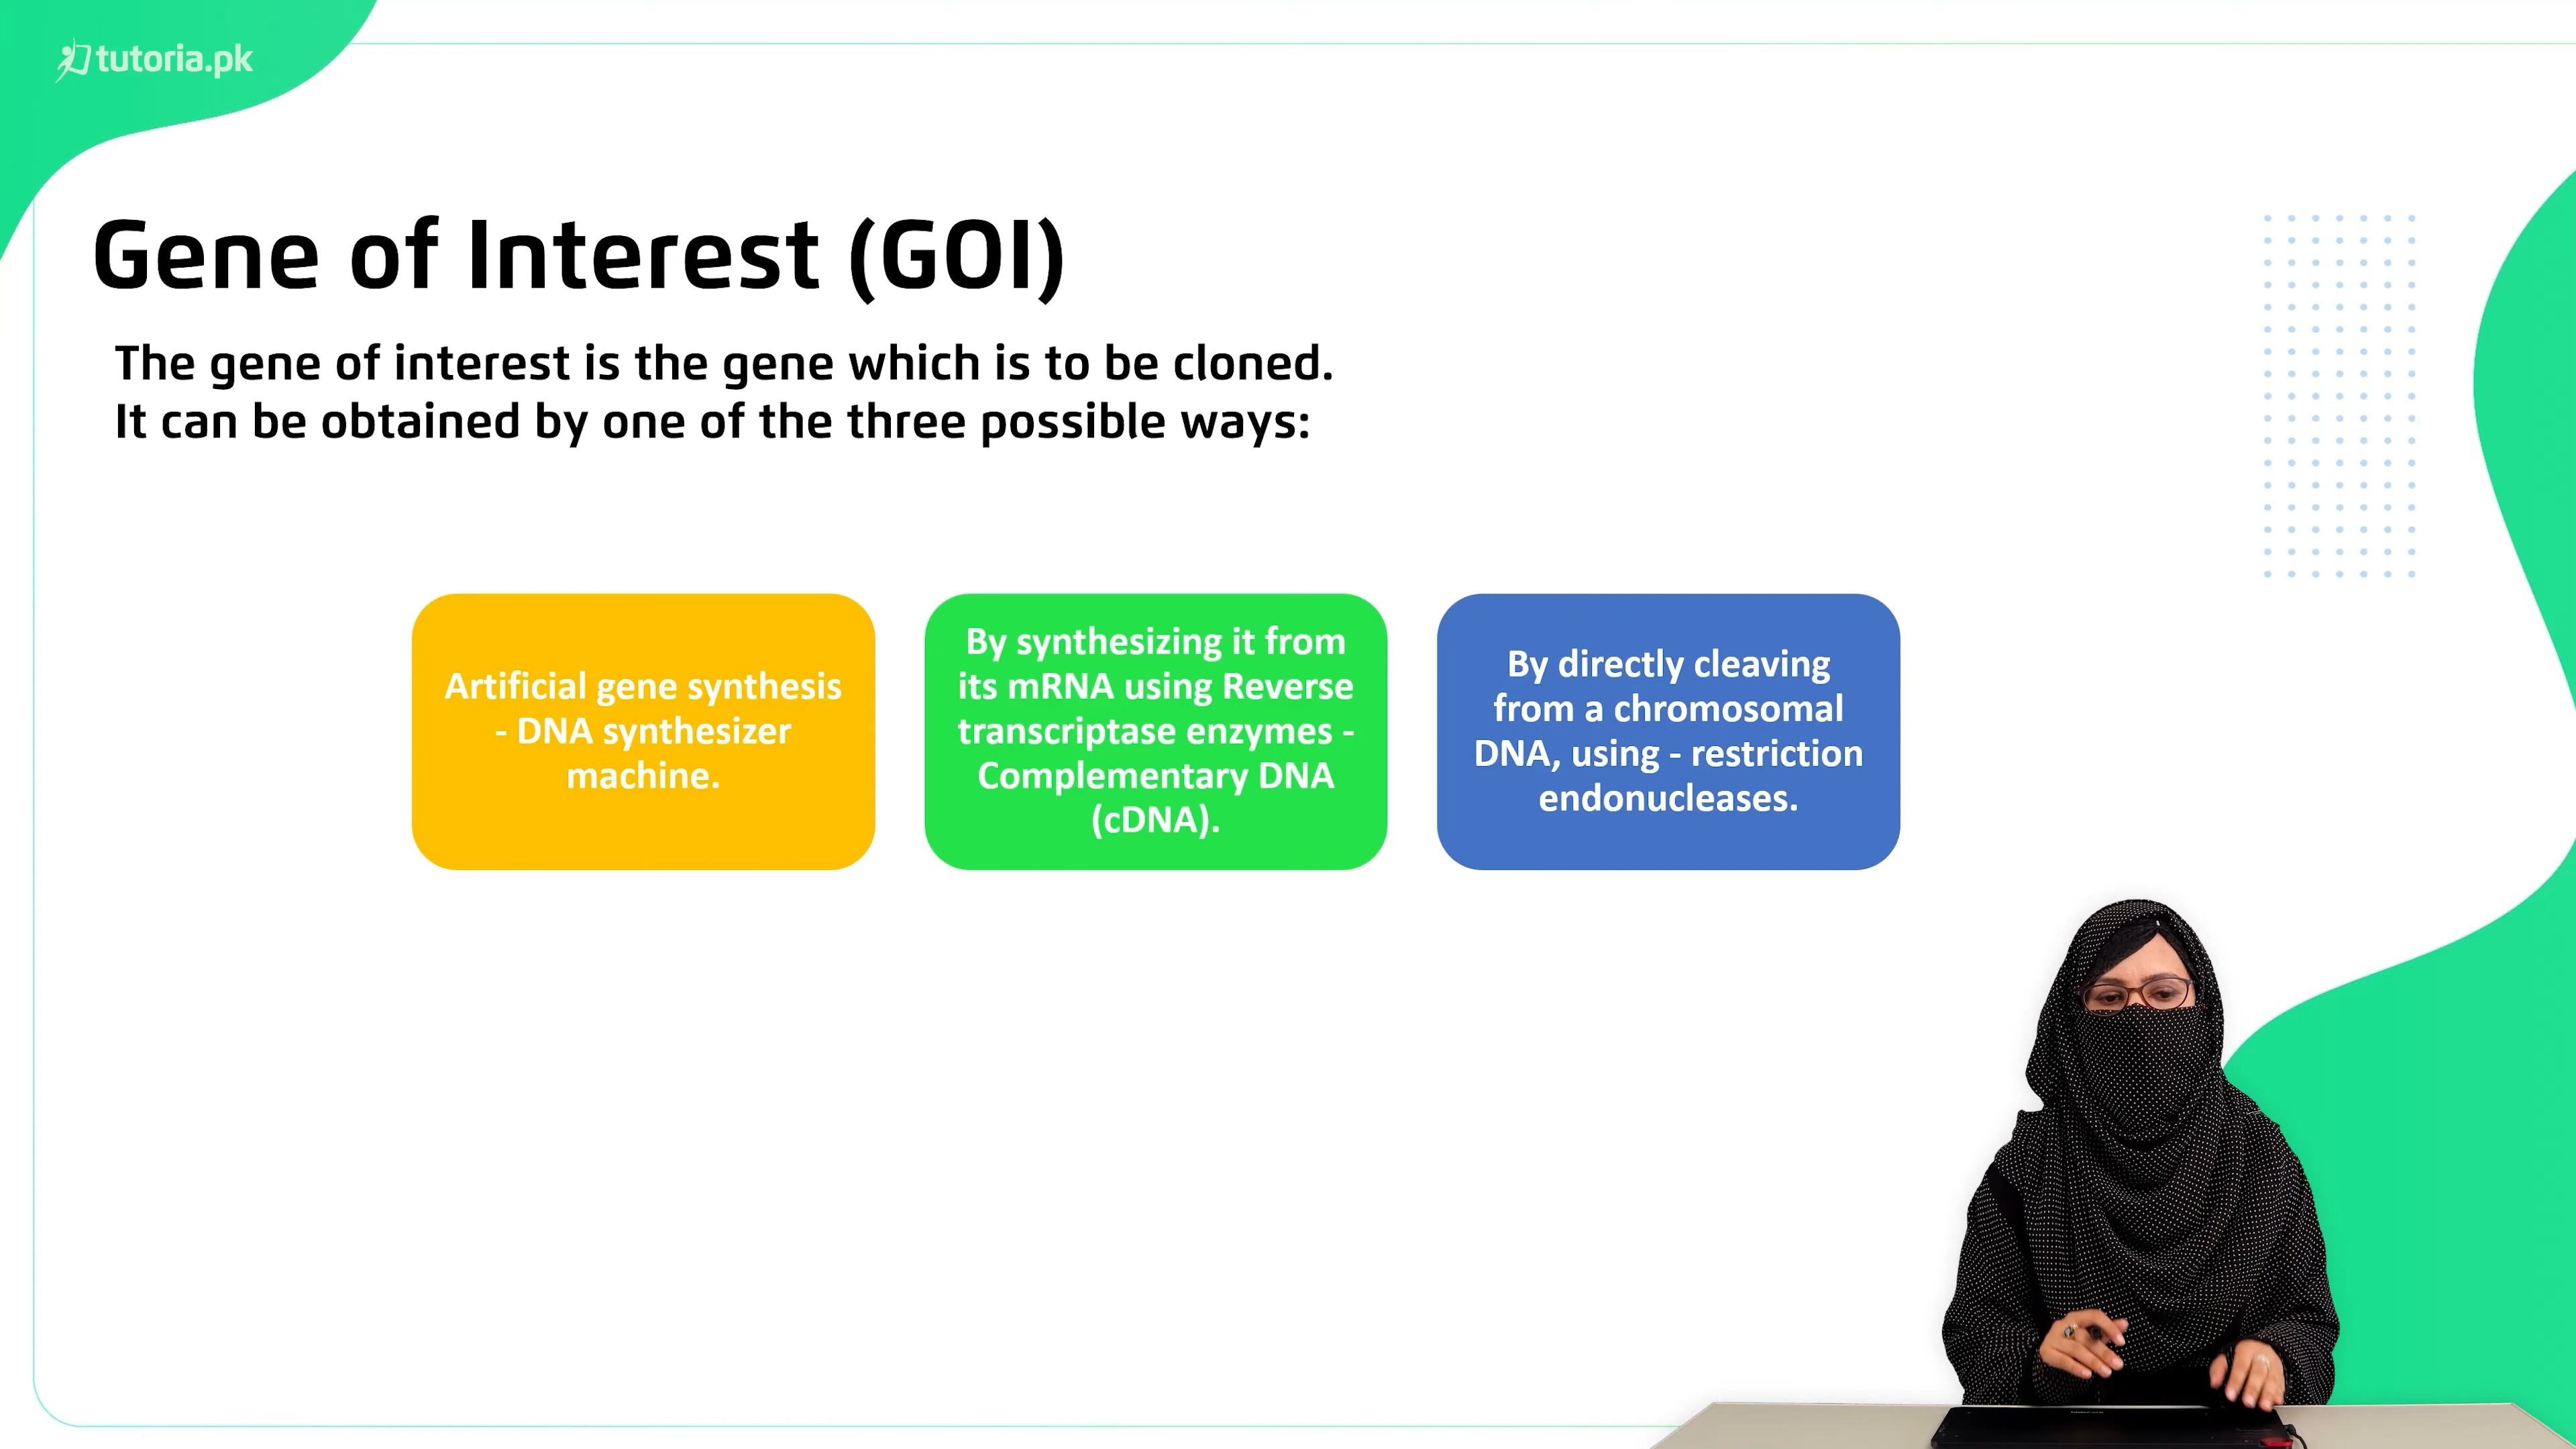 tutoria.pk
Gene of Interest (GOI)
The gene of interest is the gene which is to be cloned.
It can be obtained by one of the three possible ways:
Artificial gene synthesis
- DNA synthesizer
machine.
By synthesizing it from
its mRNA using Reverse
transcriptase enzymes -
Complementary DNA
(cDNA).
By directly cleaving
from a chromosomal
DNA, using - restriction
endonucleases.